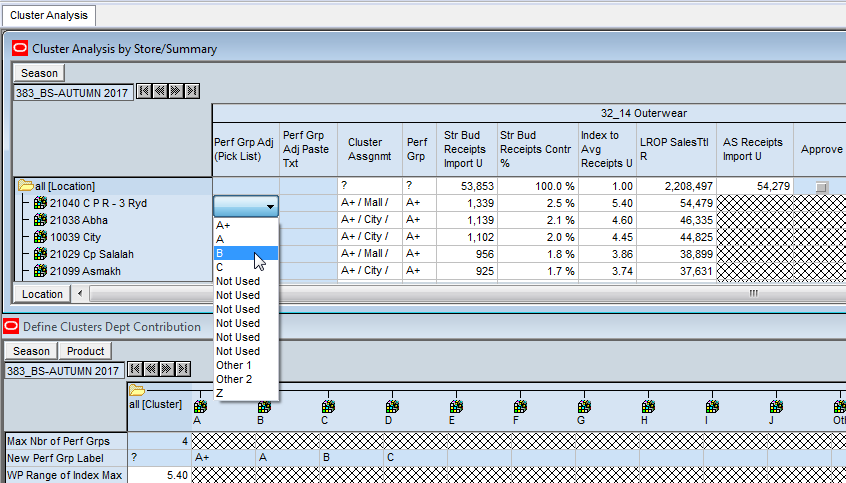 Cluster Analysis
Cluster Analysis by Store/Summary
Season
383_BS-AUTUMN 2017
32_14 Outerwear
Perf Grp Adj (Pick List) Perf Grp Adj Paste Txt Cluster Assgnmt Perf Grp Str Bud Receipts Import U Str Bud Receipts Contr % Index to Avg Receipts U LROP SalesTtl R AS Receipts Import U Approve
all [Location] ? ? 53,853 100.0 % 1.00 2,208,497 54,279
21040 C P R - 3 Ryd A+ / Mall / A+ 1,339 2.5 % 5.40 54,479
21038 Abha A+ / City / A+ 1,139 2.1 % 4.60 46,335
10039 City A+ / City / A+ 1,102 2.0 % 4.45 44,825
21029 Cp Salalah A+ / Mall / A+ 956 1.8 % 3.86 38,899
21099 Asmakh A+ / City / A+ 925 1.7 % 3.74 37,631
A+
A
B
C
Not Used
Not Used
Not Used
Not Used
Not Used
Not Used
Other 1
Other 2
Z
Location
Define Clusters Dept Contribution
Season Product
383_BS-AUTUMN 2017
all [Cluster] A B C D E F G H I J Ot
Max Nbr of Perf Grps 4
New Perf Grp Label ? A+ A B C
WP Range of Index Max 5.40